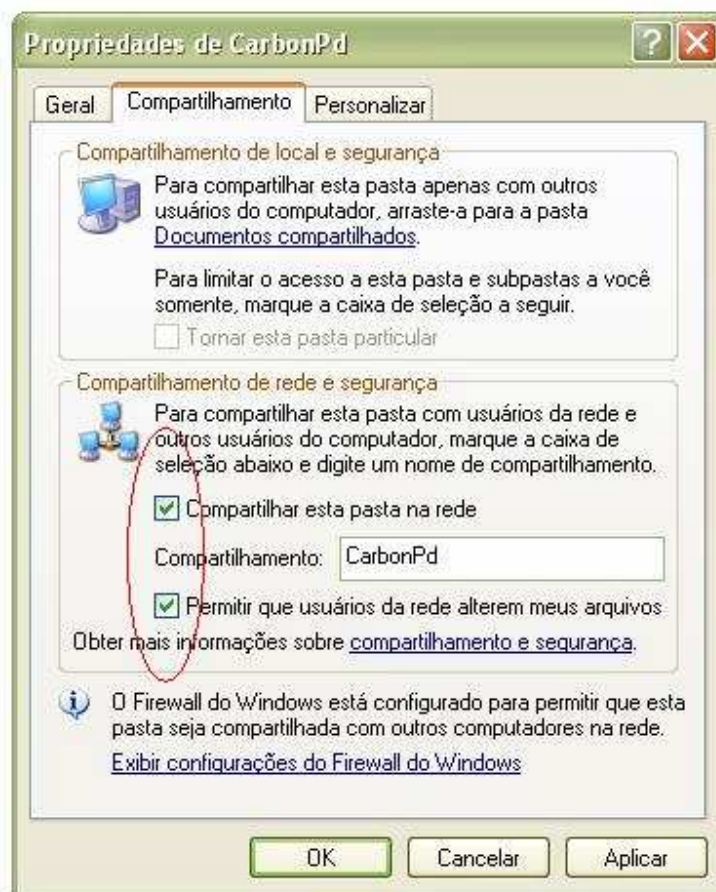 Propriedades de CarbonPd
Geral Compartilhamento Personalizar
Compartilhamento de local e segurança
Para compartilhar esta pasta apenas com outros
usuários do computador, arraste-a para a pasta
Documentos compartilhados.
Para limitar o acesso a esta pasta e subpastas a você
somente, marque a caixa de seleção a seguir.
Tornar esta pasta particular
Compartilhamento de rede e segurança
Para compartilhar esta pasta com usuários da rede e
outros usuários do computador, marque a caixa de
seleção abaixo e digite um nome de compartilhamento.
Compartilhar esta pasta na rede
Compartilhamento: CarbonPd
Permitir que usuários da rede alterem meus arquivos
Obter mais informações sobre compartilhamento e segurança.
O Firewall do Windows está configurado para permitir que esta
pasta seja compartilhada com outros computadores na rede.
Exibir configurações do Firewall do Windows
OK Cancelar Aplicar